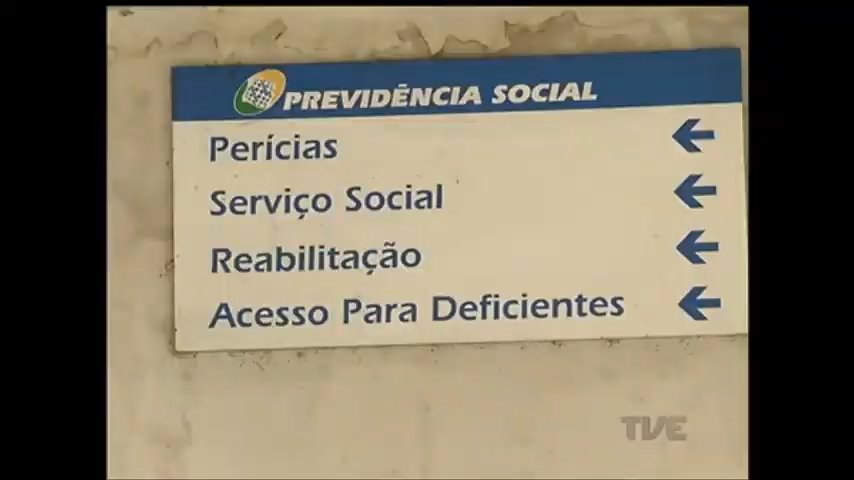 PREVIDÊNCIA SOCIAL
Perícias
Serviço Social
Reabilitação
Acesso Para Deficientes
TVE